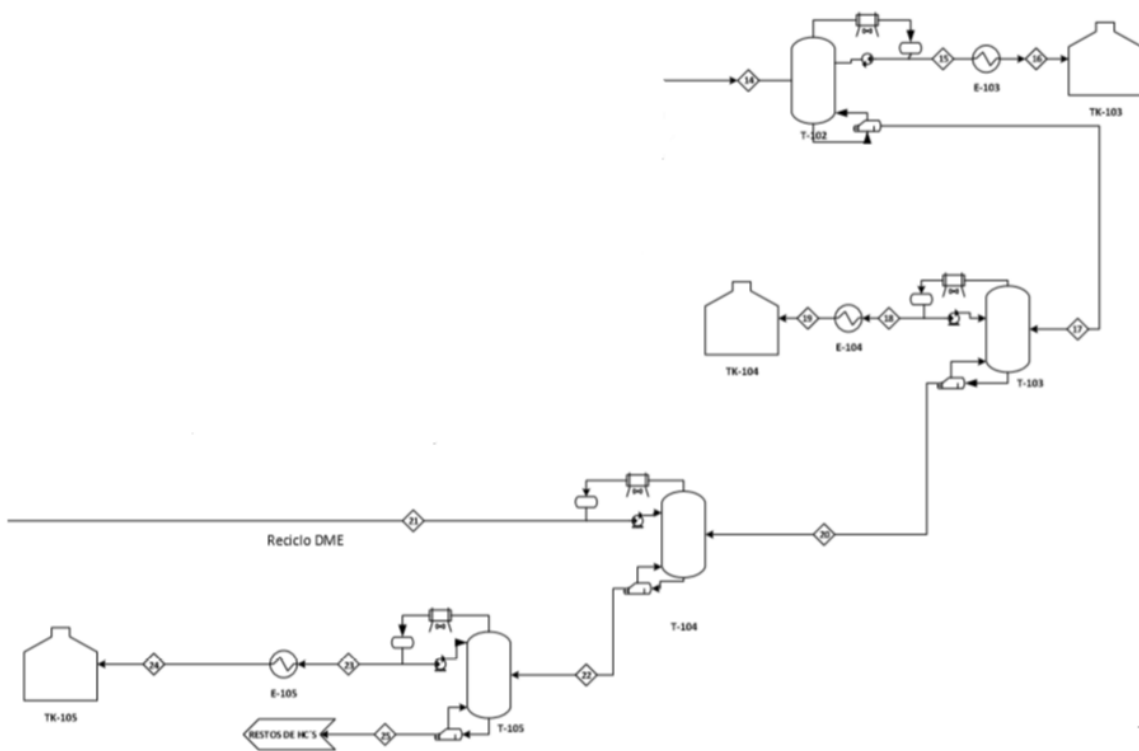 14
15
E-103
16
TK-103
T-102
TK-104
19
E-104
18
17
T-103
21
Reciclo DME
20
T-104
TK-105
24
E-105
23
22
T-105
RESTOS DE HC'S
25